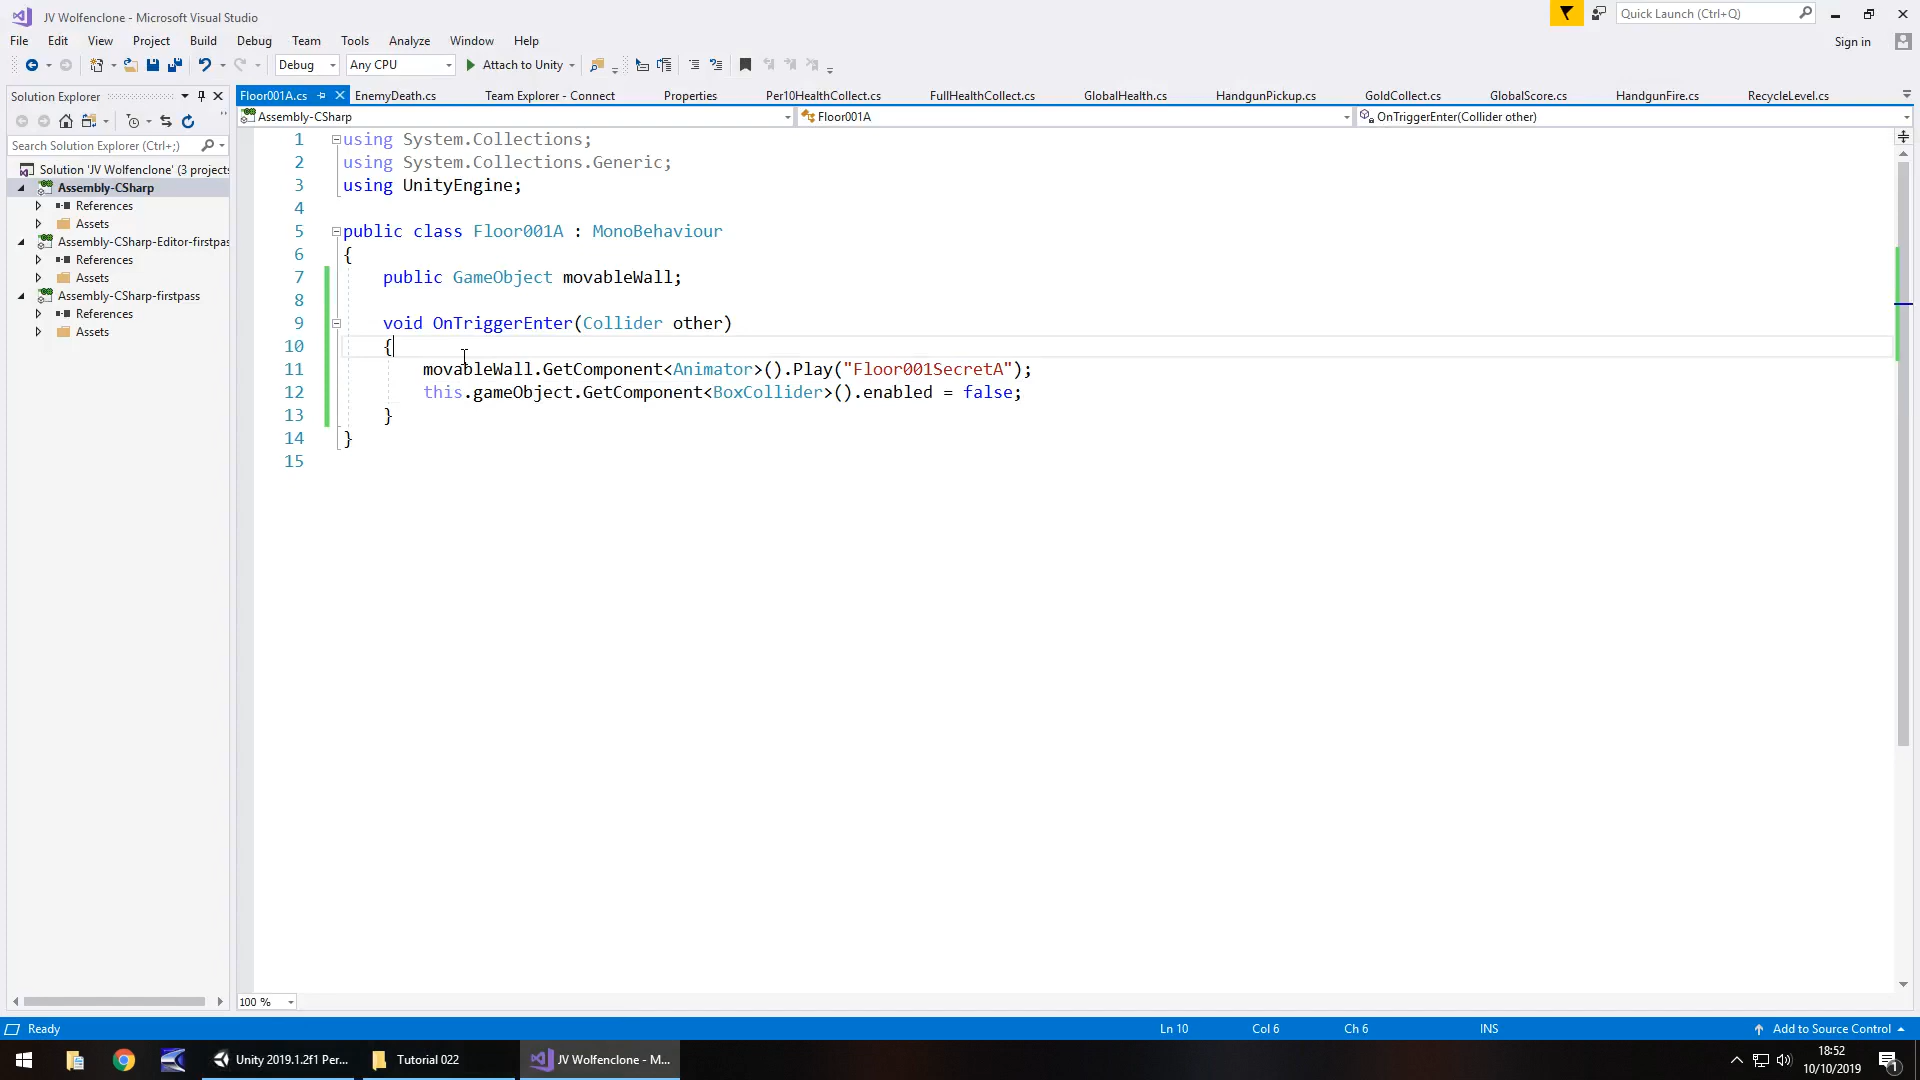 JV Wolfenclone - Microsoft Visual Studio
Quick Launch (Ctrl+Q)
File Edit View Project Build Debug Team Tools Analyze Window Help
Sign in
Debug Any CPU Attach to Unity
Solution Explorer
Floor001A.cs EnemyDeath.cs Team Explorer - Connect Properties Per10HealthCollect.cs FullHealthCollect.cs GlobalHealth.cs HandgunPickup.cs GoldCollect.cs GlobalScore.cs HandgunFire.cs RecycleLevel.cs
Assembly-CSharp Floor001A OnTriggerEnter(Collider other)
Search Solution Explorer (Ctrl+;)
Solution 'JV Wolfenclone' (3 projects
Assembly-CSharp
References
Assets
Assembly-CSharp-Editor-firstpas
References
Assets
Assembly-CSharp-firstpass
References
Assets
1 using System.Collections;
2 using System.Collections.Generic;
3 using UnityEngine;
4
5 public class Floor001A : MonoBehaviour
6 {
7 public GameObject movableWall;
8
9 void OnTriggerEnter(Collider other)
10 {
11 movableWall.GetComponent<Animator>().Play("Floor001SecretA");
12 this.gameObject.GetComponent<BoxCollider>().enabled = false;
13 }
14 }
15
100 %
Ready Ln 10 Col 6 Ch 6 INS Add to Source Control
Unity 2019.1.2f1 Per... Tutorial 022 JV Wolfenclone - M...
18:52
10/10/2019
1